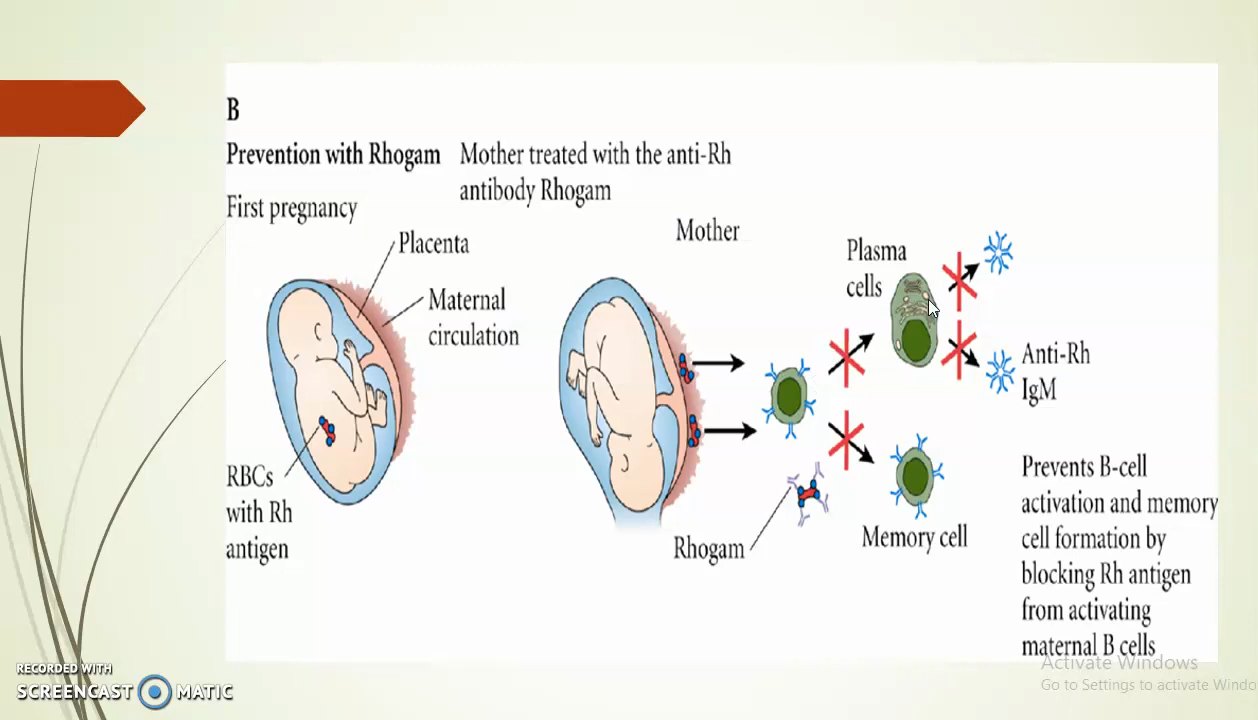 B
Prevention with Rhogam
Mother treated with the anti-Rh
antibody Rhogam
First pregnancy
Placenta
Maternal
circulation
RBCs
with Rh
antigen
Mother
Plasma
cells
Anti-Rh
IgM
Rhogam
Memory cell
Prevents B-cell
activation and memory
cell formation by
blocking Rh antigen
from activating
maternal B cells
Activate Windows
Go to Settings to activate Windo
RECORDED WITH
SCREENCAST MATIC